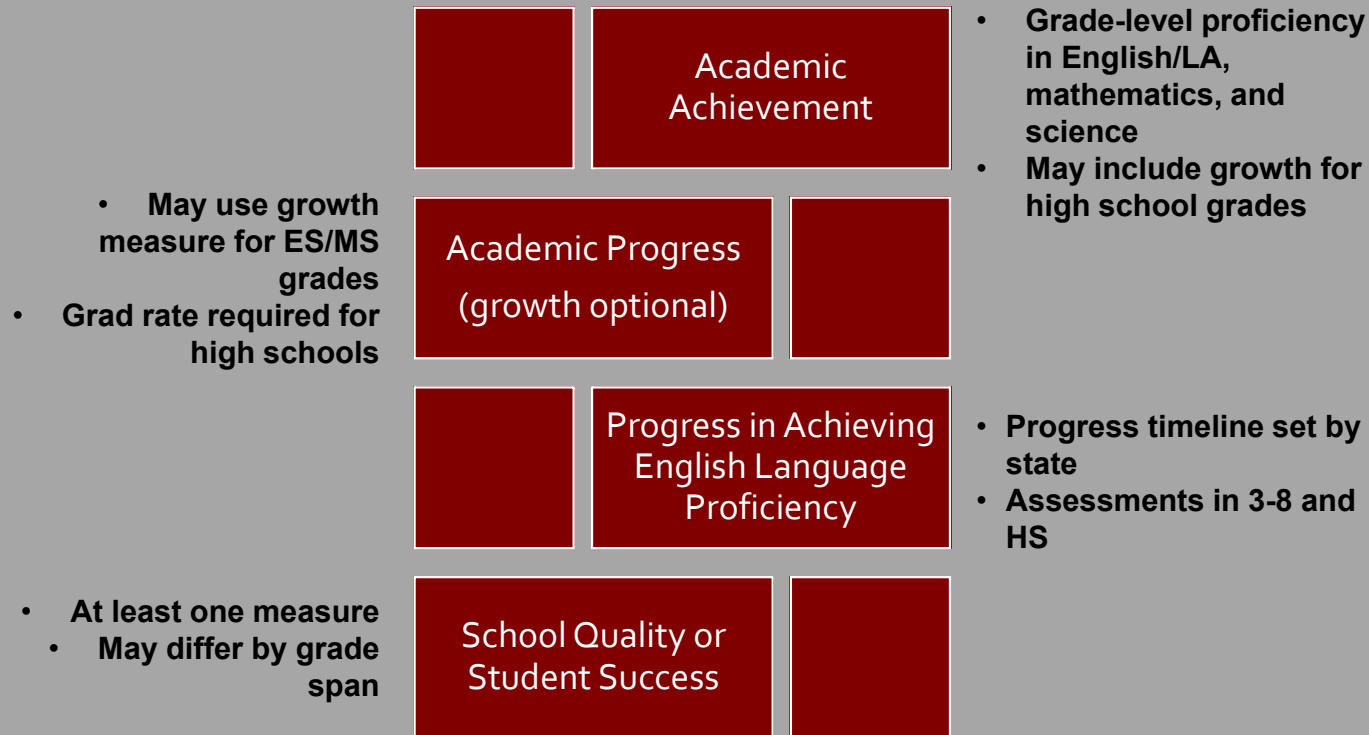 Academic
Achievement
• Grade-level proficiency
in English/LA,
mathematics, and
science
• May include growth for
high school grades
• May use growth
measure for ES/MS
grades
• Grad rate required for
high schools
Academic Progress
(growth optional)
Progress in Achieving
English Language
Proficiency
• Progress timeline set by
state
• Assessments in 3-8 and
HS
• At least one measure
• May differ by grade
span
School Quality or
Student Success